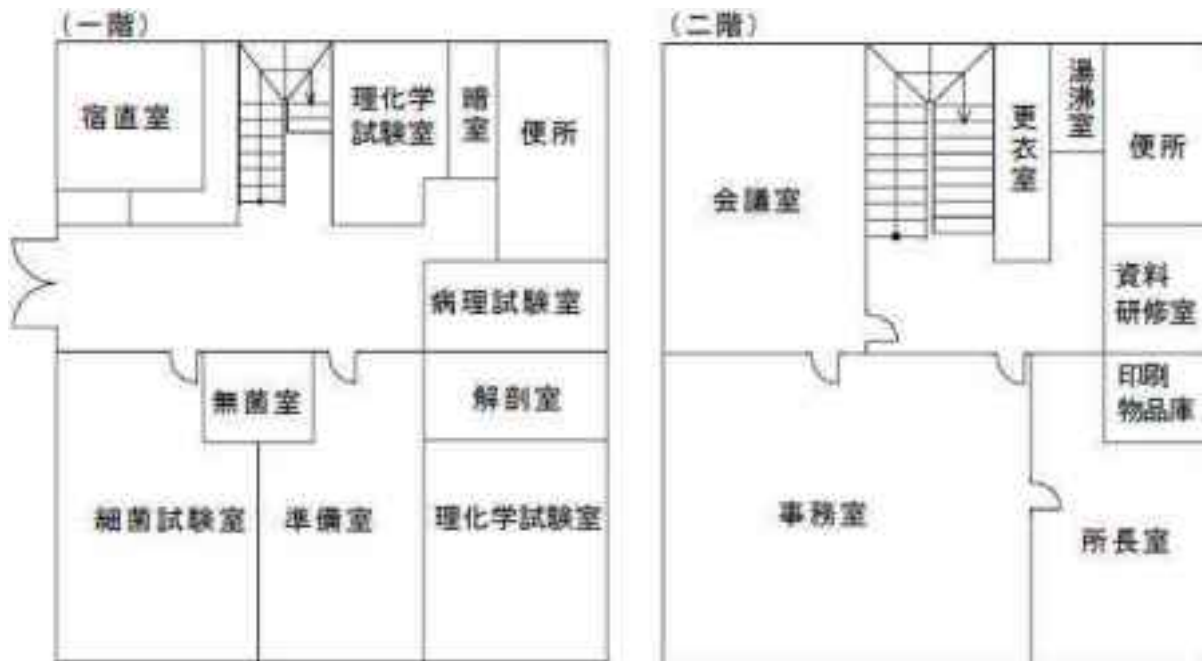 (一階)
宿直室
理化学
試験室
暗室
便所
病理試験室
無菌室
解剖室
細菌試験室
準備室
理化学試験室
(二階)
会議室
更衣室
湯沸室
便所
資料
研修室
印刷
物品庫
事務室
所長室